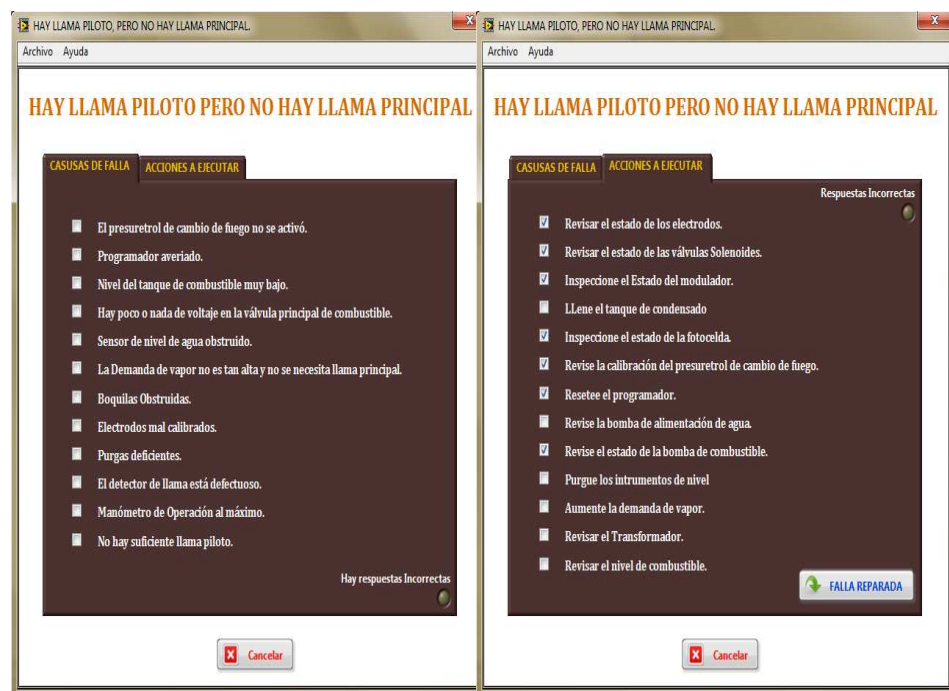 HAY LLAMA PILOTO, PERO NO HAY LLAMA PRINCIPAL.
Archivo Ayuda
HAY LLAMA PILOTO PERO NO HAY LLAMA PRINCIPAL
CASUSAS DE FALLA
ACCIONES A EJECUTAR
El presuretrol de cambio de fuego no se activó.
Programador averiado.
Nivel del tanque de combustible muy bajo.
Hay poco o nada de voltaje en la válvula principal de combustible.
Sensor de nivel de agua obstruido.
La Demanda de vapor no es tan alta y no se necesita llama principal.
Boquilas Obstruidas.
Electrodos mal calibrados.
Purgas deficientes.
El detector de llama está defectuoso.
Manómetro de Operación al máximo.
No hay suficiente llama piloto.
Hay respuestas Incorrectas
Cancelar
HAY LLAMA PILOTO, PERO NO HAY LLAMA PRINCIPAL.
Archivo Ayuda
HAY LLAMA PILOTO PERO NO HAY LLAMA PRINCIPAL
CASUSAS DE FALLA
ACCIONES A EJECUTAR
Respuestas Incorrectas
Revisar el estado de los electrodos.
Revisar el estado de las válvulas Solenoides.
Inspeccione el Estado del modulador.
LLene el tanque de condensado
Inspeccione el estado de la fotocelda.
Revise la calibración del presuretrol de cambio de fuego.
Resetee el programador.
Revise la bomba de alimentación de agua.
Revise el estado de la bomba de combustible.
Purgue los intrumentos de nivel
Aumente la demanda de vapor.
Revisar el Transformador.
Revisar el nivel de combustible.
FALLA REPARADA
Cancelar